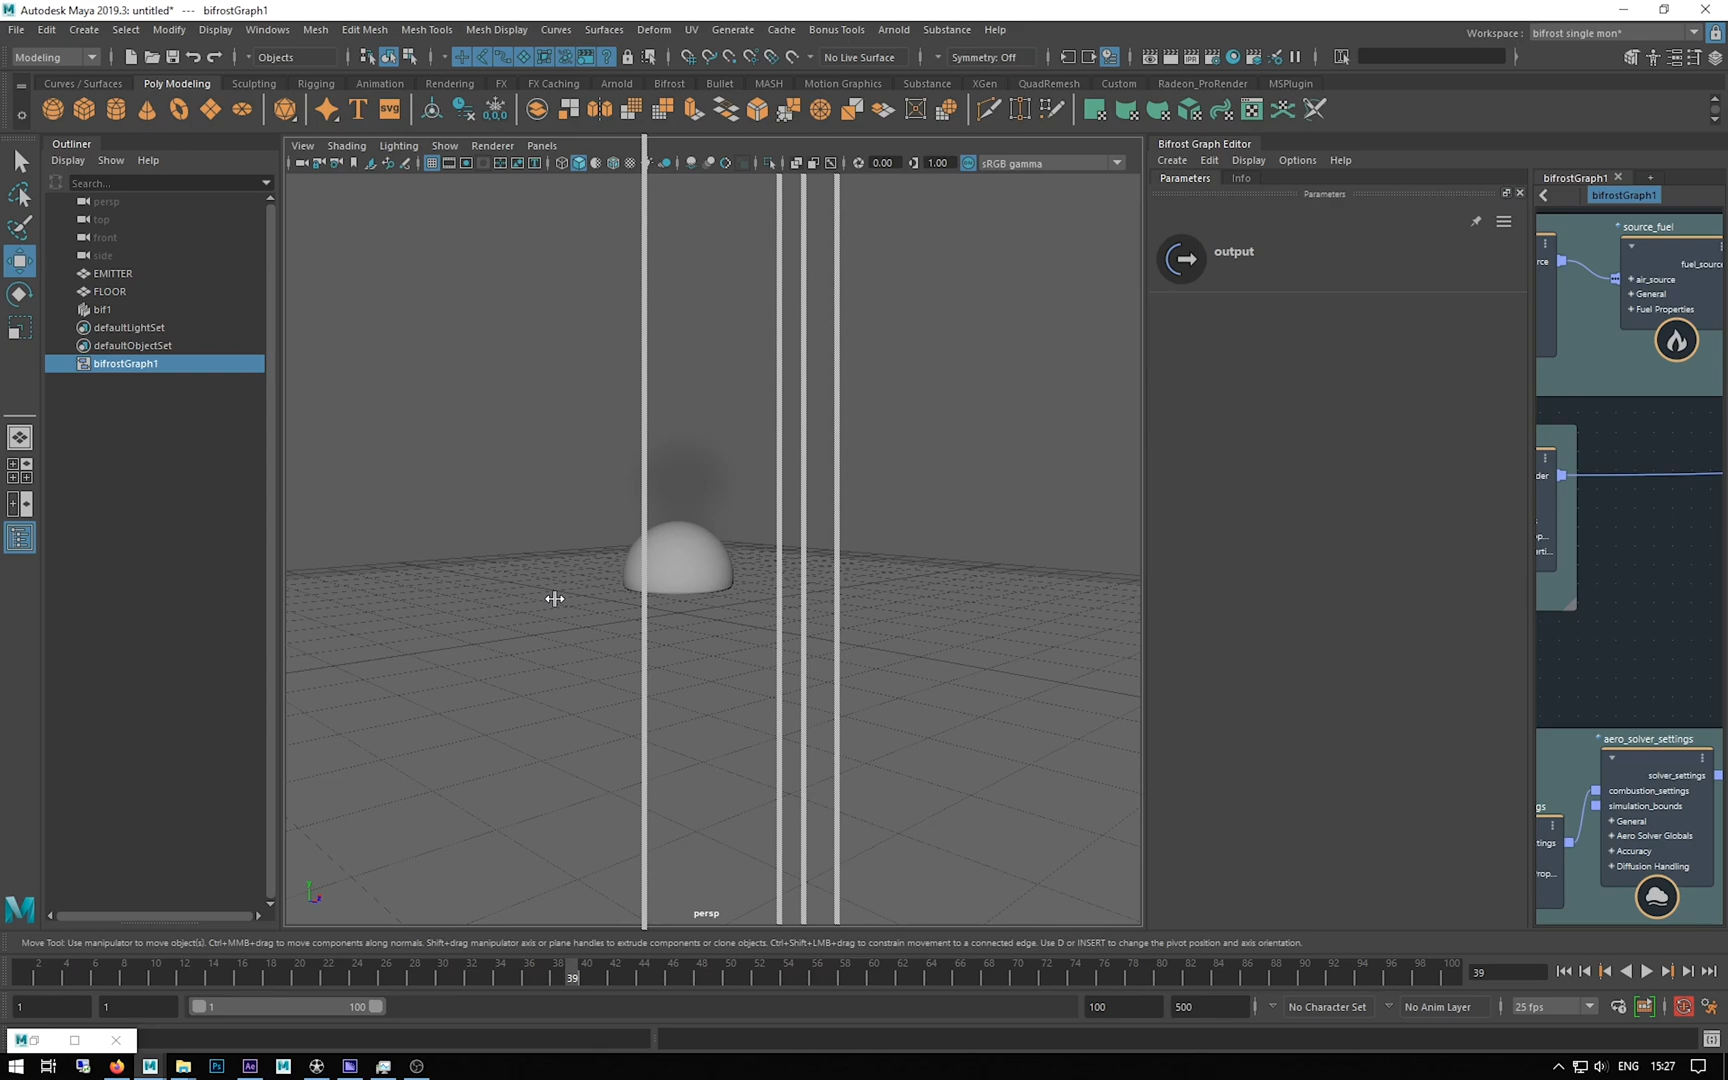 Autodesk Maya 2019.3: untitled* --- bifrostGraph1
File Edit Create Select Modify Display Windows Mesh Edit Mesh Mesh Tools Mesh Display Curves Surfaces Deform UV Generate Cache Bonus Tools Arnold Substance Help
Workspace : bifrost single mon*
Modeling Objects No Live Surface Symmetry: Off
Curves / Surfaces Poly Modeling Sculpting Rigging Animation Rendering FX FX Caching Arnold Bifrost Bullet MASH Motion Graphics Substance XGen QuadRemesh Custom Radeon_ProRender MSPlugin
T svg 0,0,0
Outliner
Display Show Help
Search...
persp
top
front
side
EMITTER
FLOOR
bif1
defaultLightSet
defaultObjectSet
bifrostGraph1
View Shading Lighting Show Renderer Panels
0.00 1.00 sRGB gamma
persp
Bifrost Graph Editor
Create Edit Display Options Help
Parameters Info
Parameters
output
bifrostGraph1
bifrostGraph1
source_fuel
fuel_source
air_source
General
Fuel Properties
rce
der
p...
erti...
aero_solver_settings
solver_settings
combustion_settings
simulation_bounds
General
Aero Solver Globals
Accuracy
Diffusion Handling
gs
tings
Prop...
Move Tool: Use manipulator to move object(s). Ctrl+MMB+drag to move components along normals. Shift+drag manipulator axis or plane handles to extrude components or clone objects. Ctrl+Shift+LMB+drag to constrain movement to a connected edge. Use D or INSERT to change the pivot position and axis orientation.
2 4 6 8 10 12 14 16 18 20 22 24 26 28 30 32 34 36 38 40 42 44 46 48 50 52 54 56 58 60 62 64 66 68 70 72 74 76 78 80 82 84 86 88 90 92 94 96 98 100
39 39
1 1 1 100 100 500 No Character Set No Anim Layer 25 fps
Ps Ae ENG 15:27